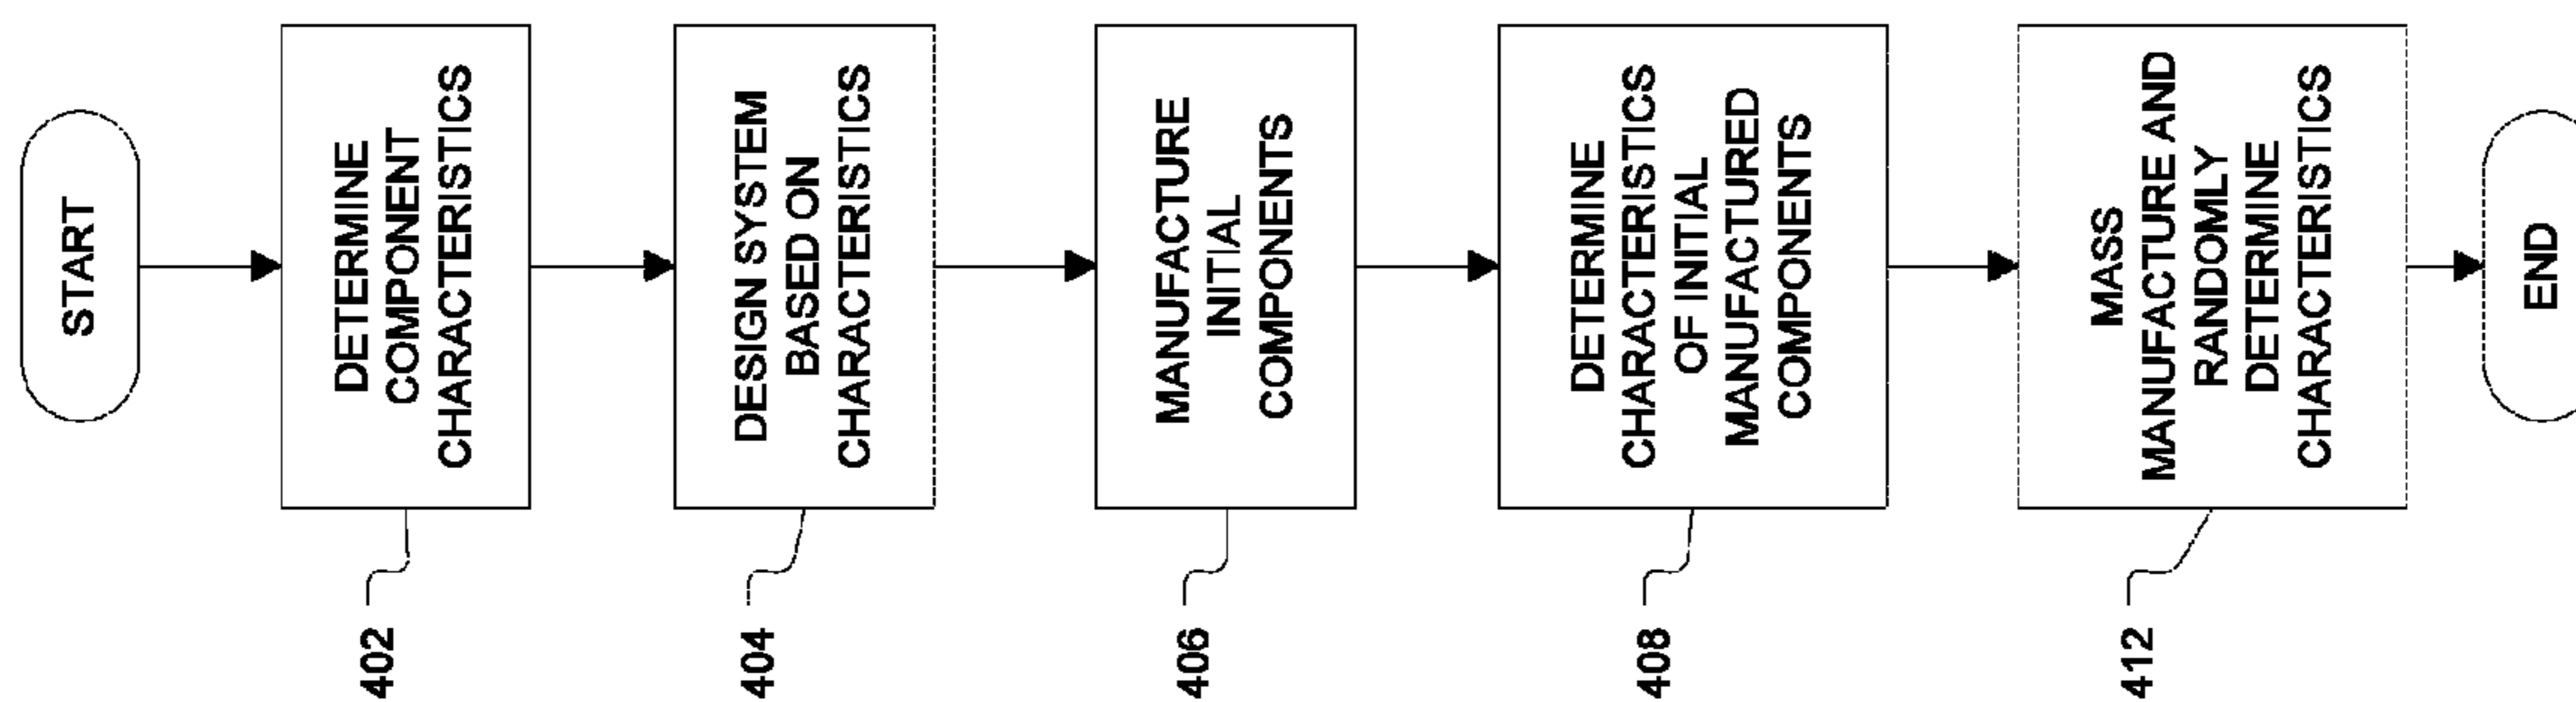 START
DETERMINE
COMPONENT
CHARACTERISTICS
402
DESIGN SYSTEM
BASED ON
CHARACTERISTICS
404
MANUFACTURE
INITIAL
COMPONENTS
406
DETERMINE
CHARACTERISTICS
OF INITIAL
MANUFACTURED
COMPONENTS
408
MASS
MANUFACTURE AND
RANDOMLY
DETERMINE
CHARACTERISTICS
412
END